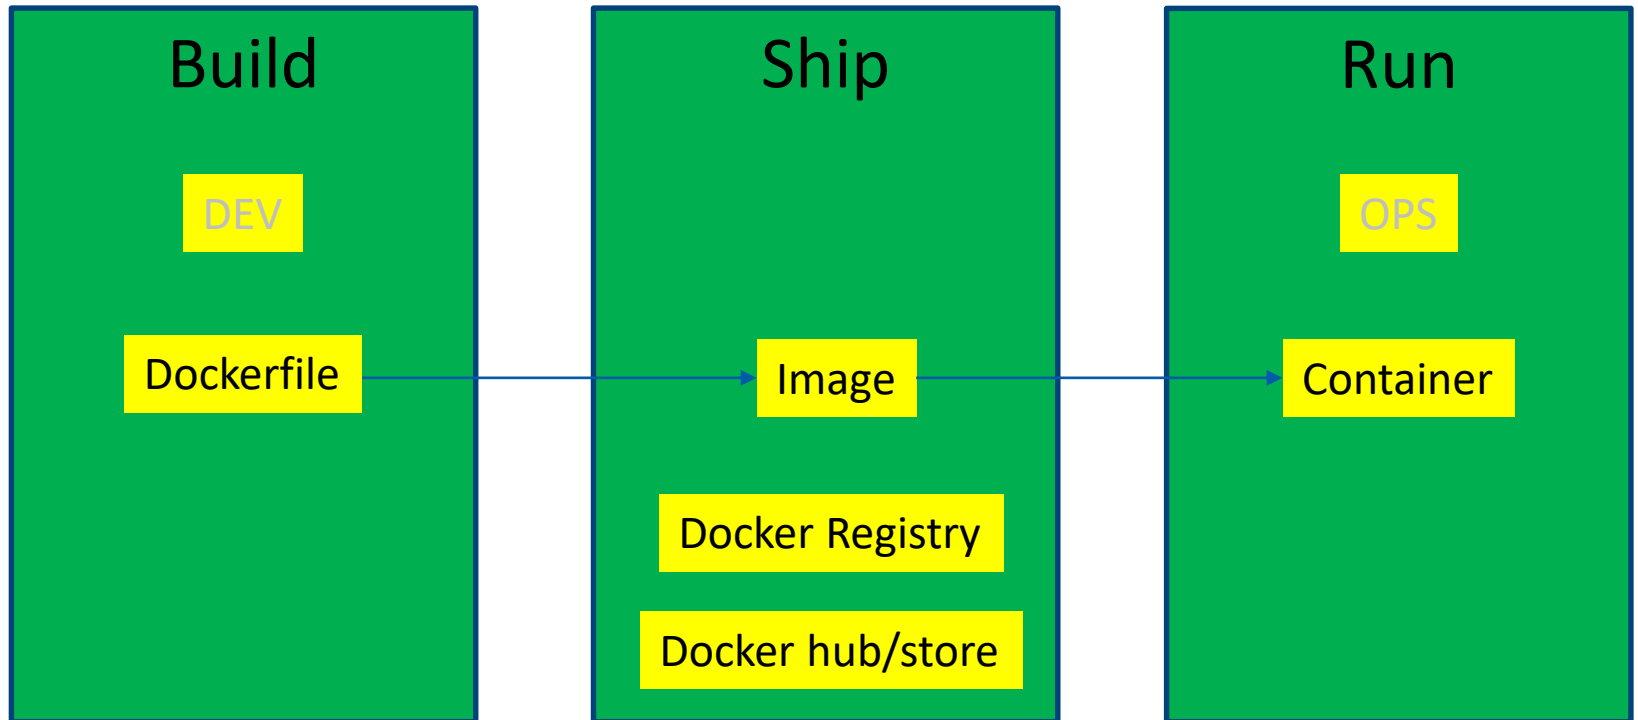 Build
DEV
Dockerfile
Ship
Image
Docker Registry
Docker hub/store
Run
OPS
Container